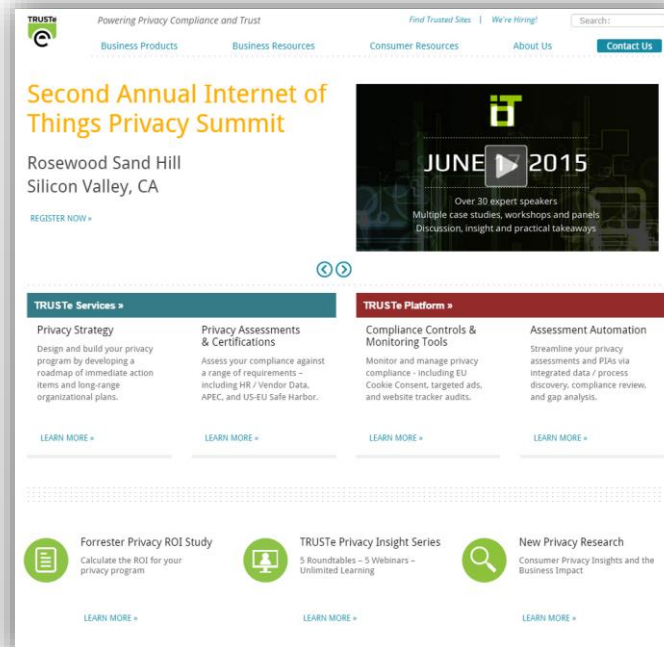 TRUSTe
Powering Privacy Compliance and Trust
Find Trusted Sites | We're Hiring!
Search:
Business Products
Business Resources
Consumer Resources
About Us
Contact Us
Second Annual Internet of
Things Privacy Summit
Rosewood Sand Hill
Silicon Valley, CA
REGISTER NOW »
IoT
JUNE 17 2015
Over 30 expert speakers
Multiple case studies, workshops and panels
Discussion, insight and practical takeaways
TRUSTe Services »
Privacy Strategy
Design and build your privacy
program by developing a
roadmap of immediate action
items and long-range
organizational plans.
LEARN MORE »
Privacy Assessments
& Certifications
Assess your compliance against
a range of requirements –
including HR / Vendor Data,
APEC, and US-EU Safe Harbor.
LEARN MORE »
TRUSTe Platform »
Compliance Controls &
Monitoring Tools
Monitor and manage privacy
compliance - including EU
Cookie Consent, targeted ads,
and website tracker audits.
LEARN MORE »
Assessment Automation
Streamline your privacy
assessments and PIAs via
integrated data / process
discovery, compliance review,
and gap analysis.
LEARN MORE »
Forrester Privacy ROI Study
Calculate the ROI for your
privacy program
LEARN MORE »
TRUSTe Privacy Insight Series
5 Roundtables – 5 Webinars –
Unlimited Learning
LEARN MORE »
New Privacy Research
Consumer Privacy Insights and the
Business Impact
LEARN MORE »